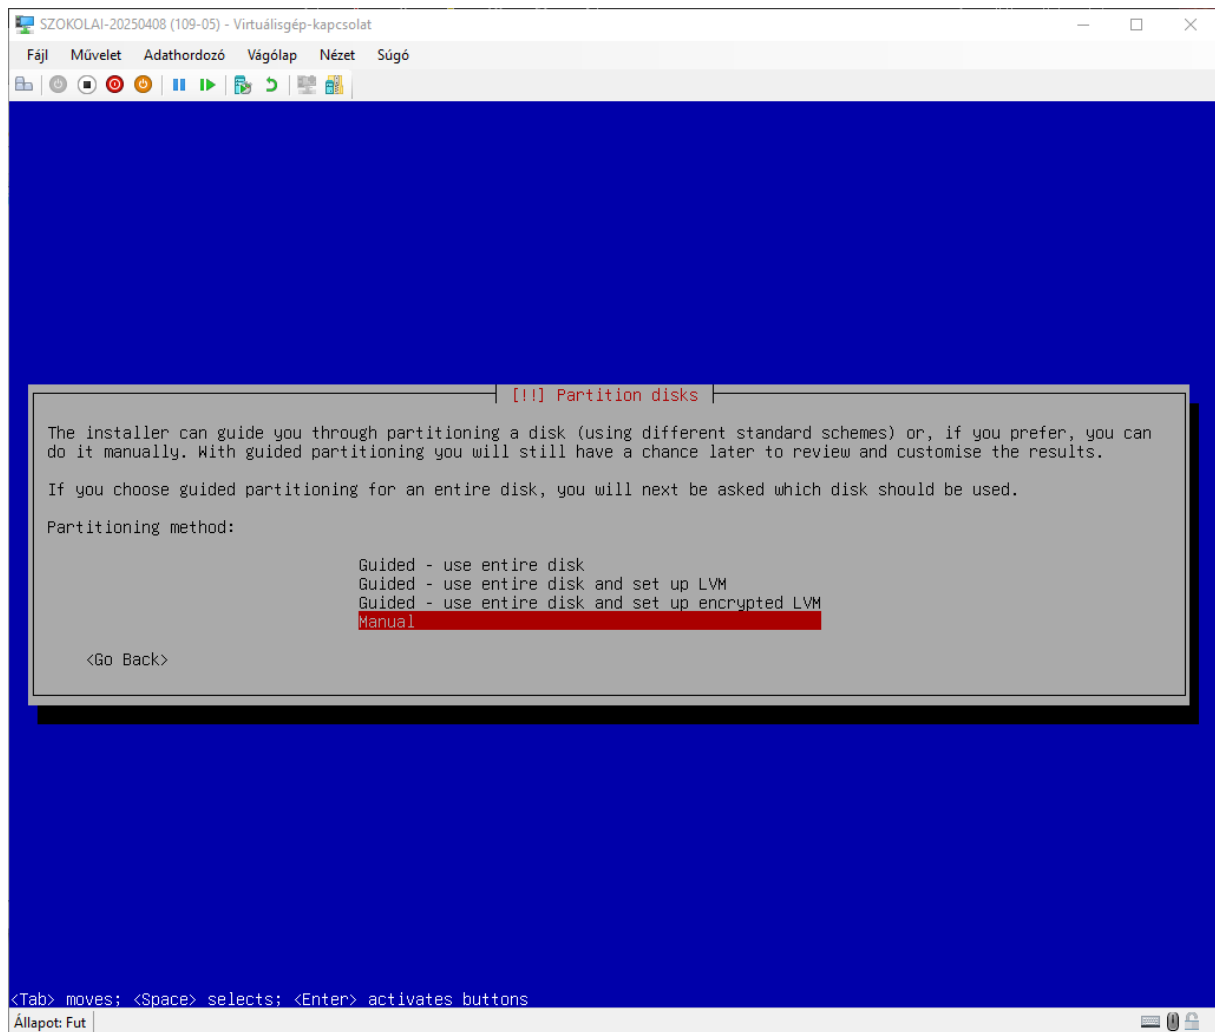 SZOKOLAI-20250408 (109-05) - Virtuálisgép-kapcsolat
Fájl Művelet Adathordozó Vágólap Nézet Súgó
[!!] Partition disks
The installer can guide you through partitioning a disk (using different standard schemes) or, if you prefer, you can
do it manually. With guided partitioning you will still have a chance later to review and customise the results.
If you choose guided partitioning for an entire disk, you will next be asked which disk should be used.
Partitioning method:
Guided - use entire disk
Guided - use entire disk and set up LVM
Guided - use entire disk and set up encrypted LVM
Manual
<Go Back>
<Tab> moves; <Space> selects; <Enter> activates buttons
Állapot: Fut